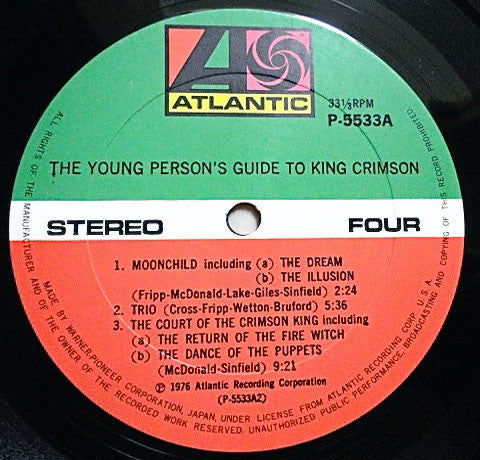 ATLANTIC
33⅓RPM
P-5533A
THE YOUNG PERSON'S GUIDE TO KING CRIMSON
STEREO
FOUR
1. MOONCHILD including (a) THE DREAM
(b) THE ILLUSION
(Fripp-McDonald-Lake-Giles-Sinfield) 2:24
2. TRIO (Cross-Fripp-Wetton-Bruford) 5:36
3. THE COURT OF THE CRIMSON KING including
(a) THE RETURN OF THE FIRE WITCH
(b) THE DANCE OF THE PUPPETS
(McDonald-Sinfield) 9:21
℗ 1976 Atlantic Recording Corporation
(P-5533A2)
MADE BY WARNER-PIONEER CORPORATION, JAPAN, UNDER LICENSE FROM ATLANTIC RECORDING CORP. U.S.A.
ALL RIGHTS OF THE MANUFACTURER AND OF THE OWNER OF THE RECORDED WORK RESERVED. UNAUTHORIZED PUBLIC PERFORMANCE, BROADCASTING AND COPYING OF THIS RECORD PROHIBITED.